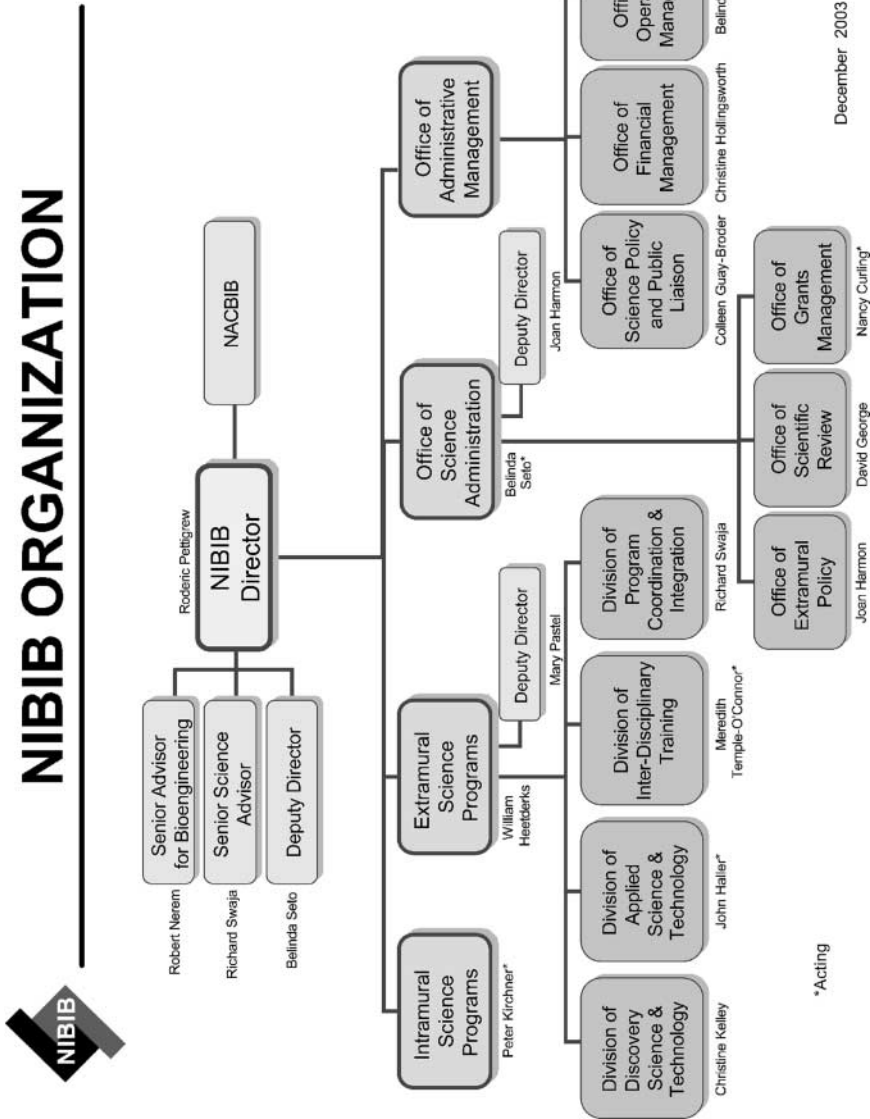 NIBIB
NIBIB ORGANIZATION
Roderic Pettigrew
NIBIB
Director
NACBIB
Robert Nerem
Senior Advisor
for Bioengineering
Richard Swaja
Senior Science
Advisor
Belinda Seto
Deputy Director
Intramural
Science
Programs
Peter Kirchner*
Extramural
Science
Programs
William
Heetderks
Deputy Director
Mary Pastel
Office of
Science
Administration
Belinda
Seto*
Deputy Director
Joan Harmon
Office of
Administrative
Management
Division of
Discovery
Science &
Technology
Christine Kelley
Division of
Applied
Science &
Technology
John Haller*
Division of
Inter-Disciplinary
Training
Meredith
Temple-O'Connor*
Division of
Program
Coordination &
Integration
Richard Swaja
Office of
Science Policy
and Public
Liaison
Colleen Guay-Broder
Office of
Financial
Management
Christine Hollingsworth
Office of
Extramural
Policy
Joan Harmon
Office of
Scientific
Review
David George
Office of
Grants
Management
Nancy Curling*
*Acting
December 2003